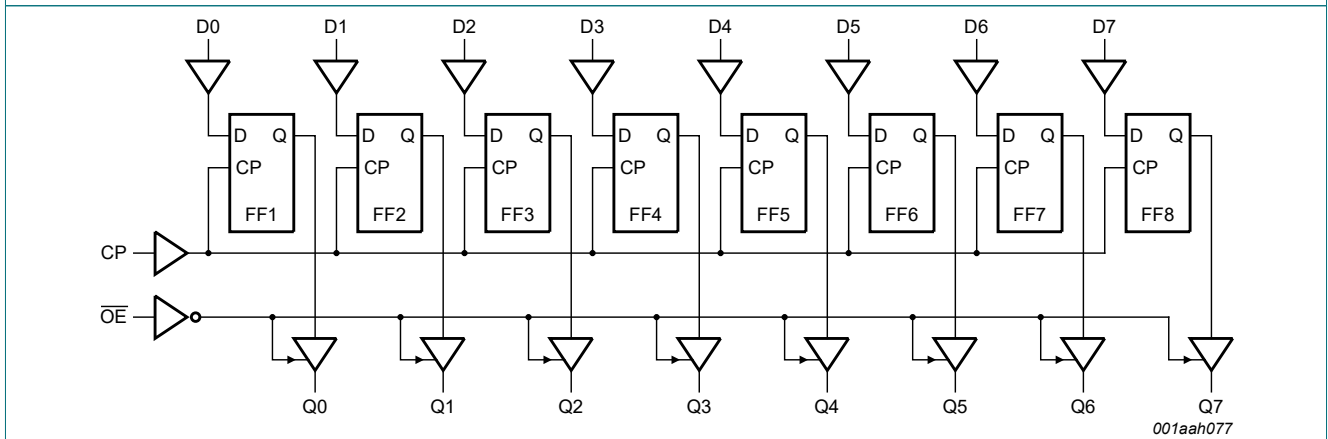 D0 D1 D2 D3 D4 D5 D6 D7
D Q D Q D Q D Q D Q D Q D Q D Q
CP CP CP CP CP CP CP CP
FF1 FF2 FF3 FF4 FF5 FF6 FF7 FF8
CP
O̅E̅
Q0 Q1 Q2 Q3 Q4 Q5 Q6 Q7
001aah077